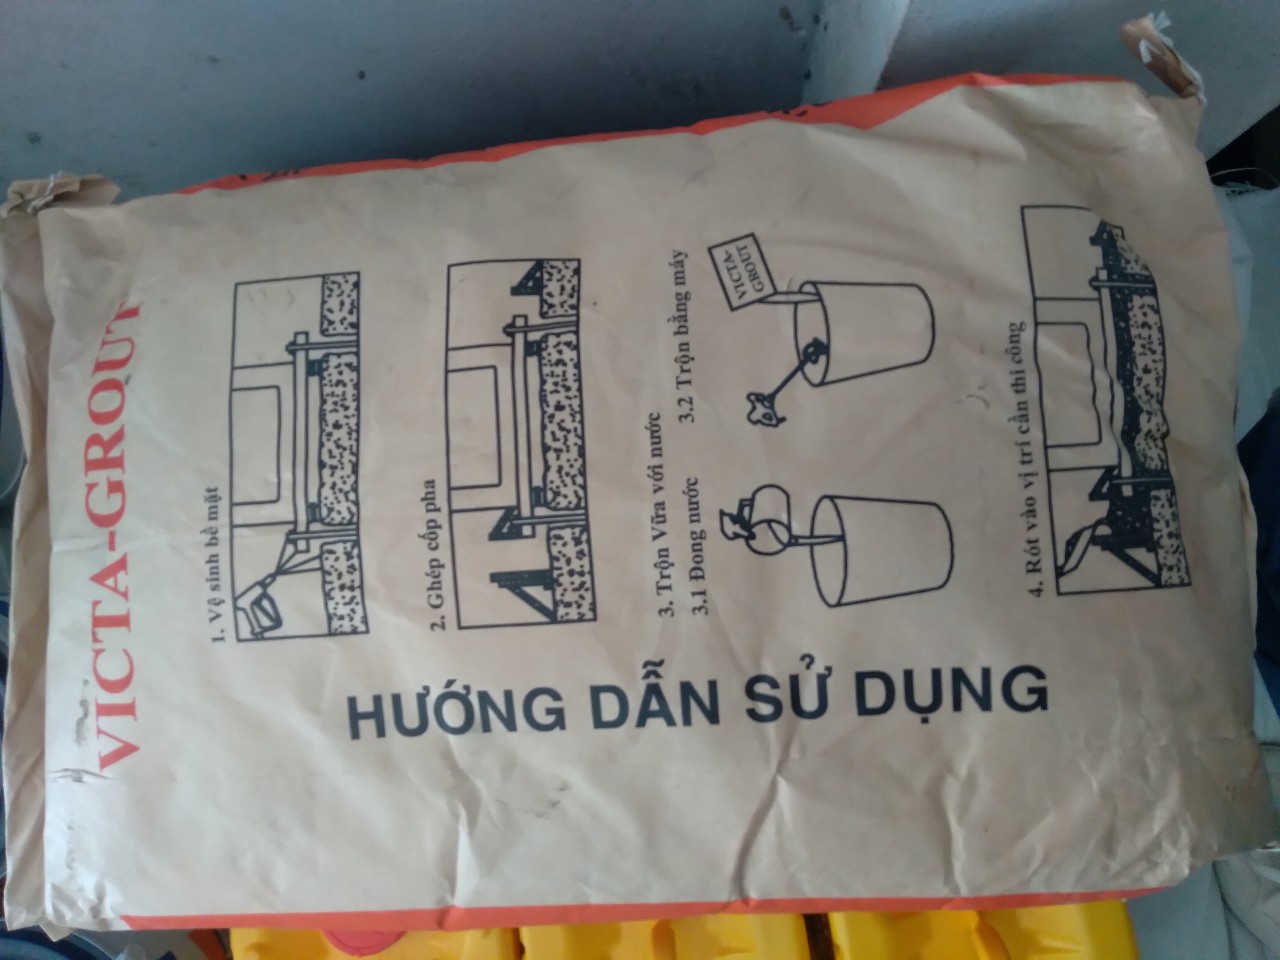 VICTA-GROUT
HƯỚNG DẪN SỬ DỤNG
1. Vệ sinh bề mặt
2. Ghép cốp pha
3. Trộn Vữa với nước
3.1 Đong nước
3.2 Trộn bằng máy
VICTA-
GROUT
4. Rót vào vị trí cần thi công